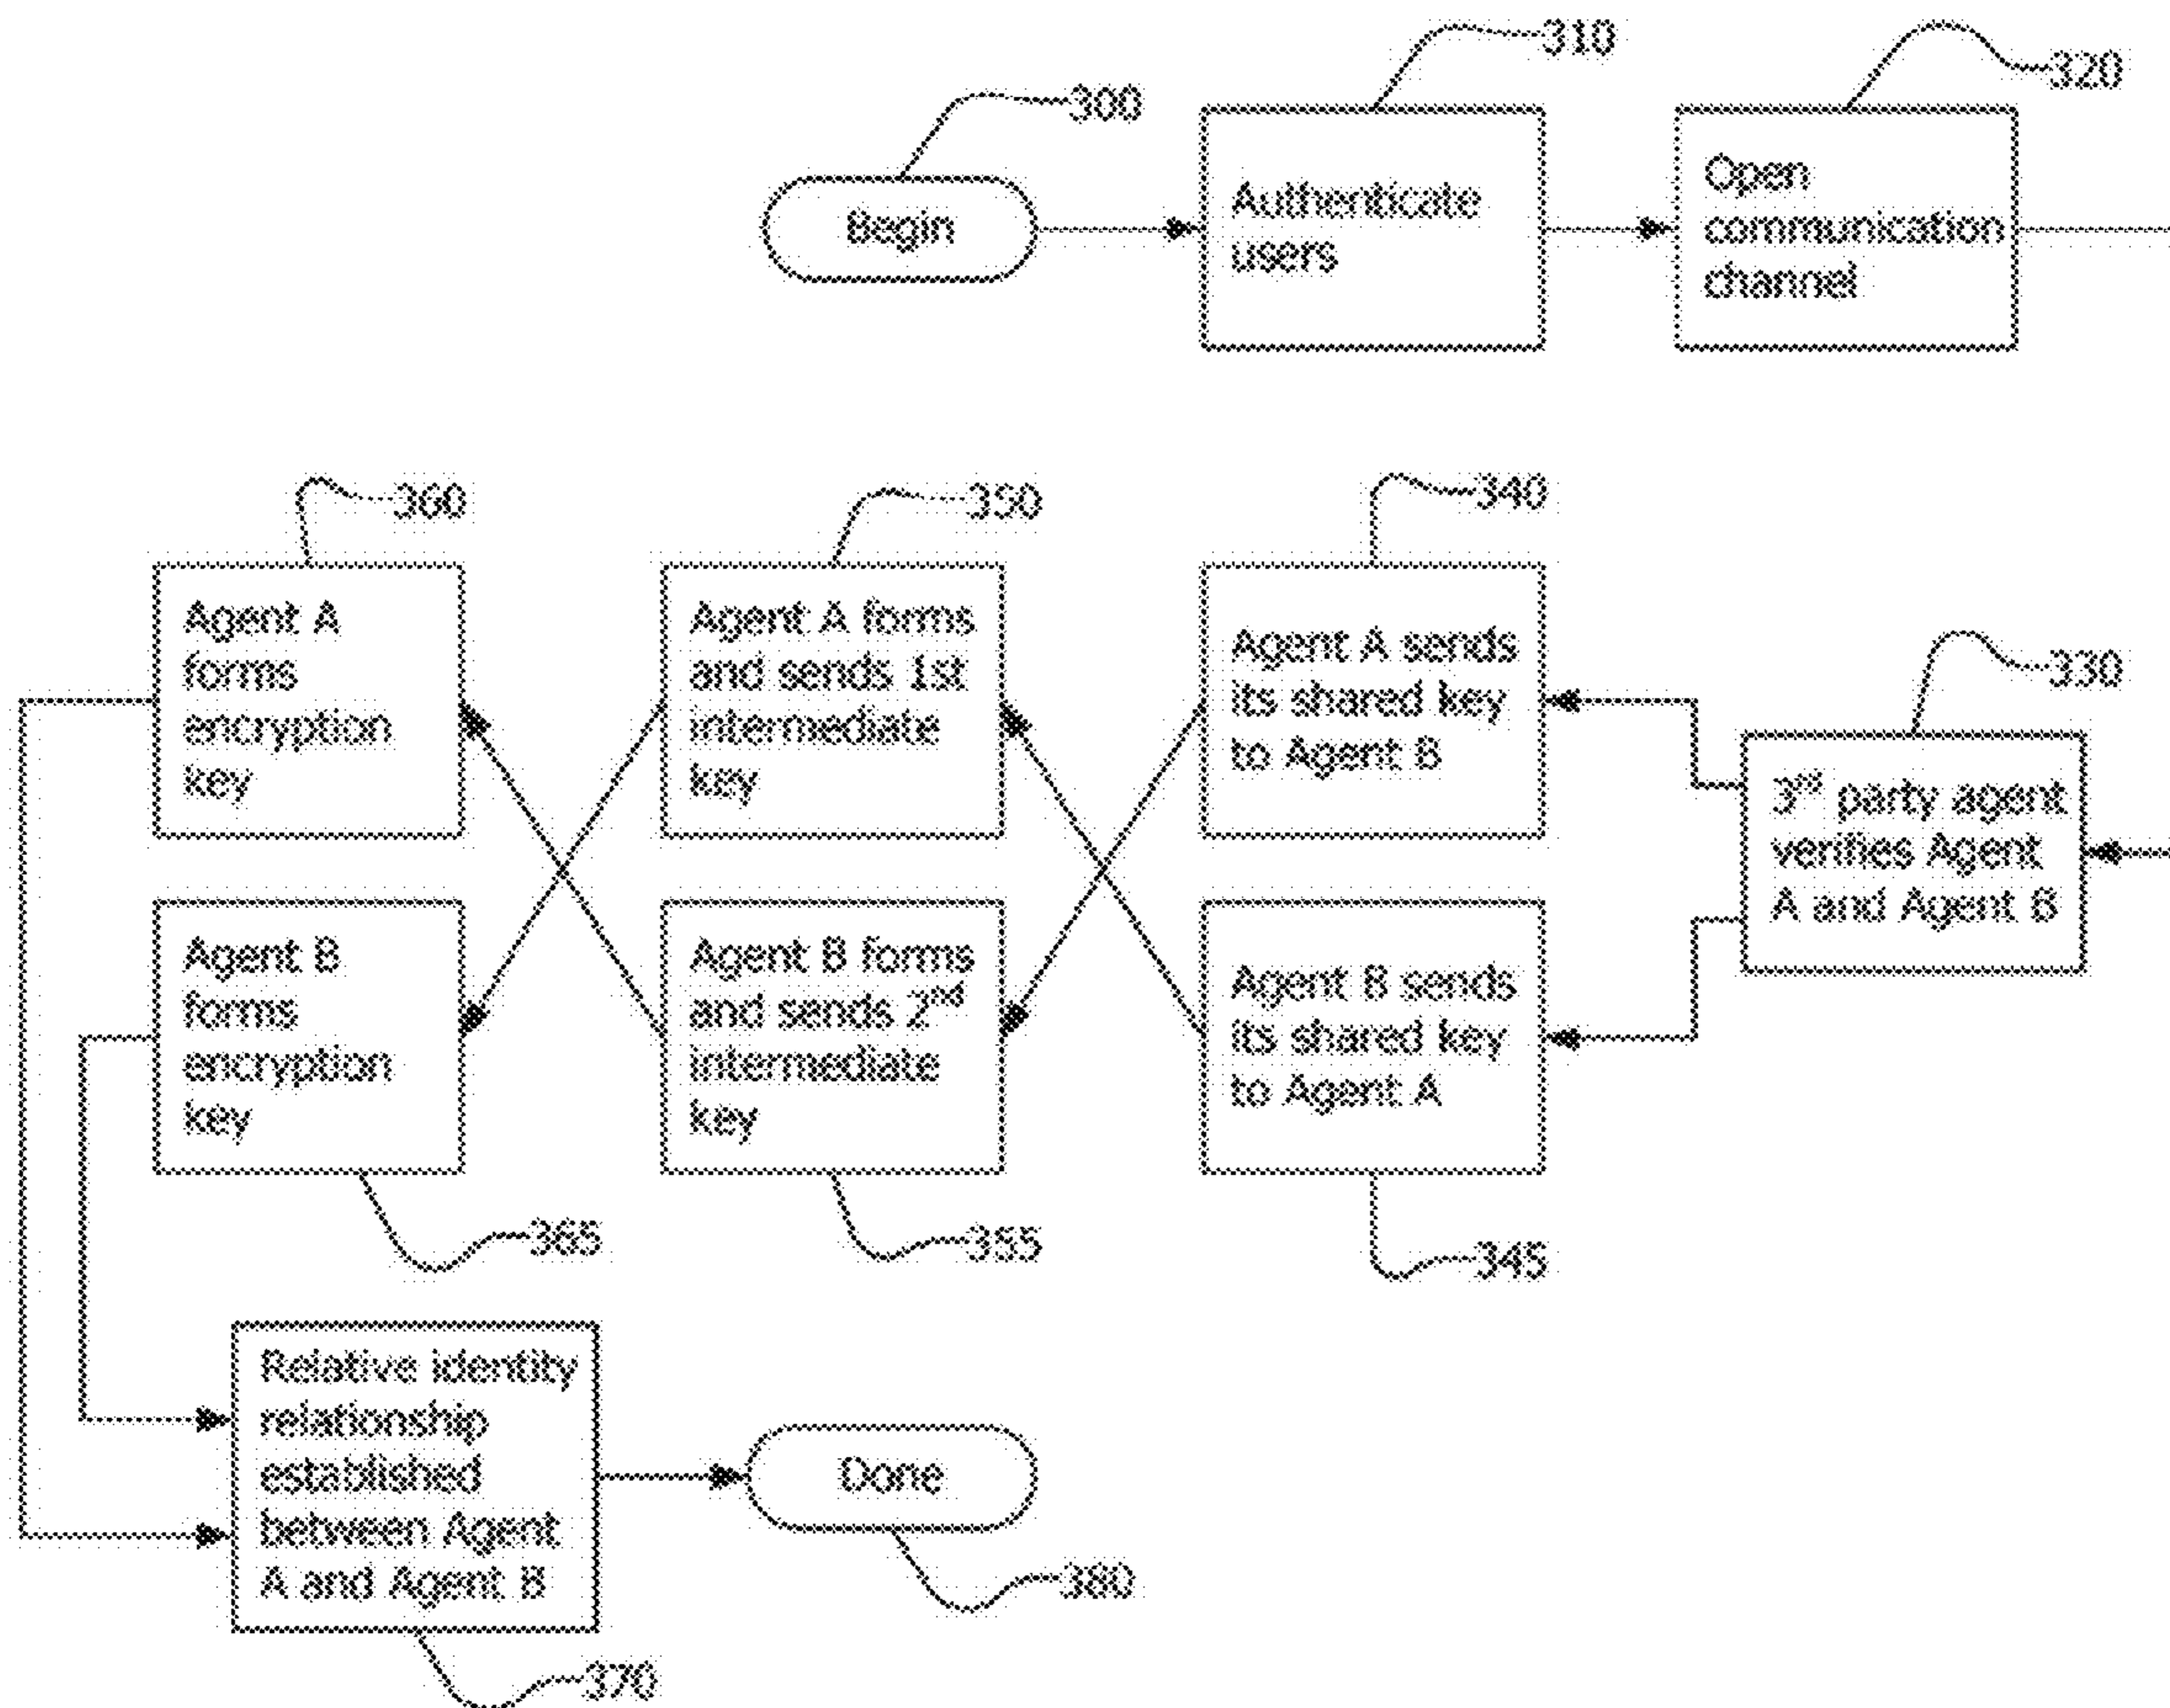 300
310
320
Begin
Authenticate
users
Open
communication
channel
360
350
340
330
Agent A
forms
encryption
key
Agent A forms
and sends 1st
intermediate
key
Agent A sends
its shared key
to Agent B
3rd party agent
verifies Agent
A and Agent B
Agent B
forms
encryption
key
Agent B forms
and sends 2nd
intermediate
key
Agent B sends
its shared key
to Agent A
365
355
345
Relative identity
relationship
established
between Agent
A and Agent B
Done
380
370